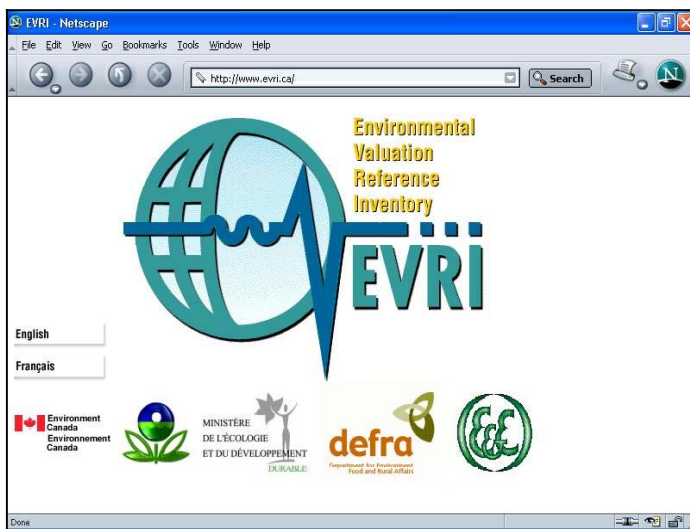 EVRI - Netscape
File Edit View Go Bookmarks Tools Window Help
http://www.evri.ca/ Search N
Environmental
Valuation
Reference
Inventory
EVRI
English
Français
Environment
Canada
Environnement
Canada
MINISTÈRE
DE L'ÉCOLOGIE
ET DU DÉVELOPPEMENT
DURABLE
defra
Department for Environment
Food and Rural Affairs
Done